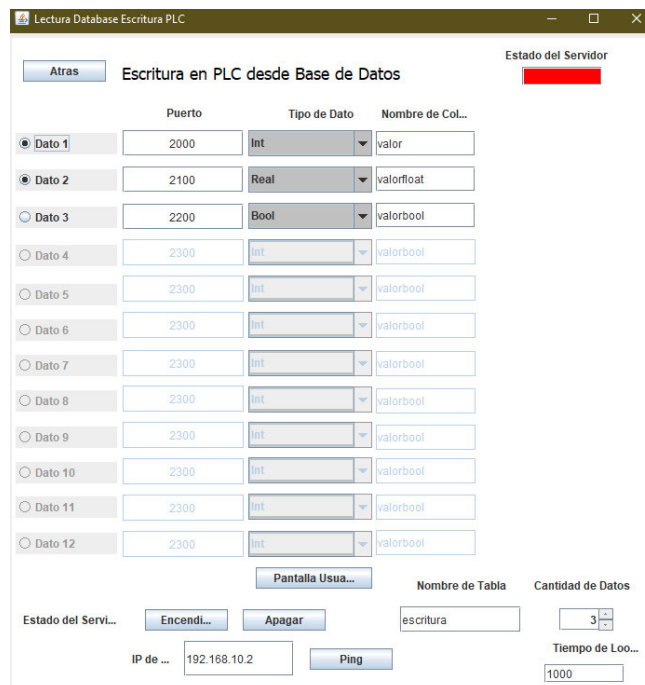 Lectura Database Escritura PLC
Estado del Servidor
Atras Escritura en PLC desde Base de Datos
Puerto Tipo de Dato Nombre de Col...
Dato 1 2000 Int valor
Dato 2 2100 Real valorfloat
Dato 3 2200 Bool valorbool
Dato 4 2300 Int valorbool
Dato 5 2300 Int valorbool
Dato 6 2300 Int valorbool
Dato 7 2300 Int valorbool
Dato 8 2300 Int valorbool
Dato 9 2300 Int valorbool
Dato 10 2300 Int valorbool
Dato 11 2300 Int valorbool
Dato 12 2300 Int valorbool
Pantalla Usua... Nombre de Tabla Cantidad de Datos
Estado del Servi... Encendi... Apagar escritura 3
IP de ... 192.168.10.2 Ping Tiempo de Loo...
1000